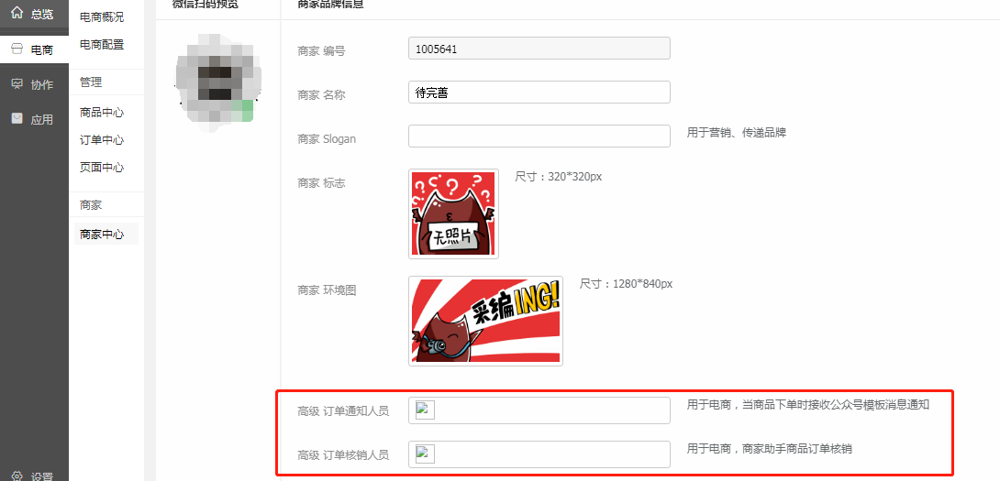 总览
电商
协作
应用
设置
电商概况
电商配置
管理
商品中心
订单中心
页面中心
商家
商家中心
微信扫码预览
商家品牌信息
商家 编号
1005641
商家 名称
待完善
商家 Slogan
用于营销、传递品牌
商家 标志
无照片
尺寸：320*320px
商家 环境图
采编ING!
尺寸：1280*840px
高级 订单通知人员
用于电商，当商品下单时接收公众号模板消息通知
高级 订单核销人员
用于电商，商家助手商品订单核销